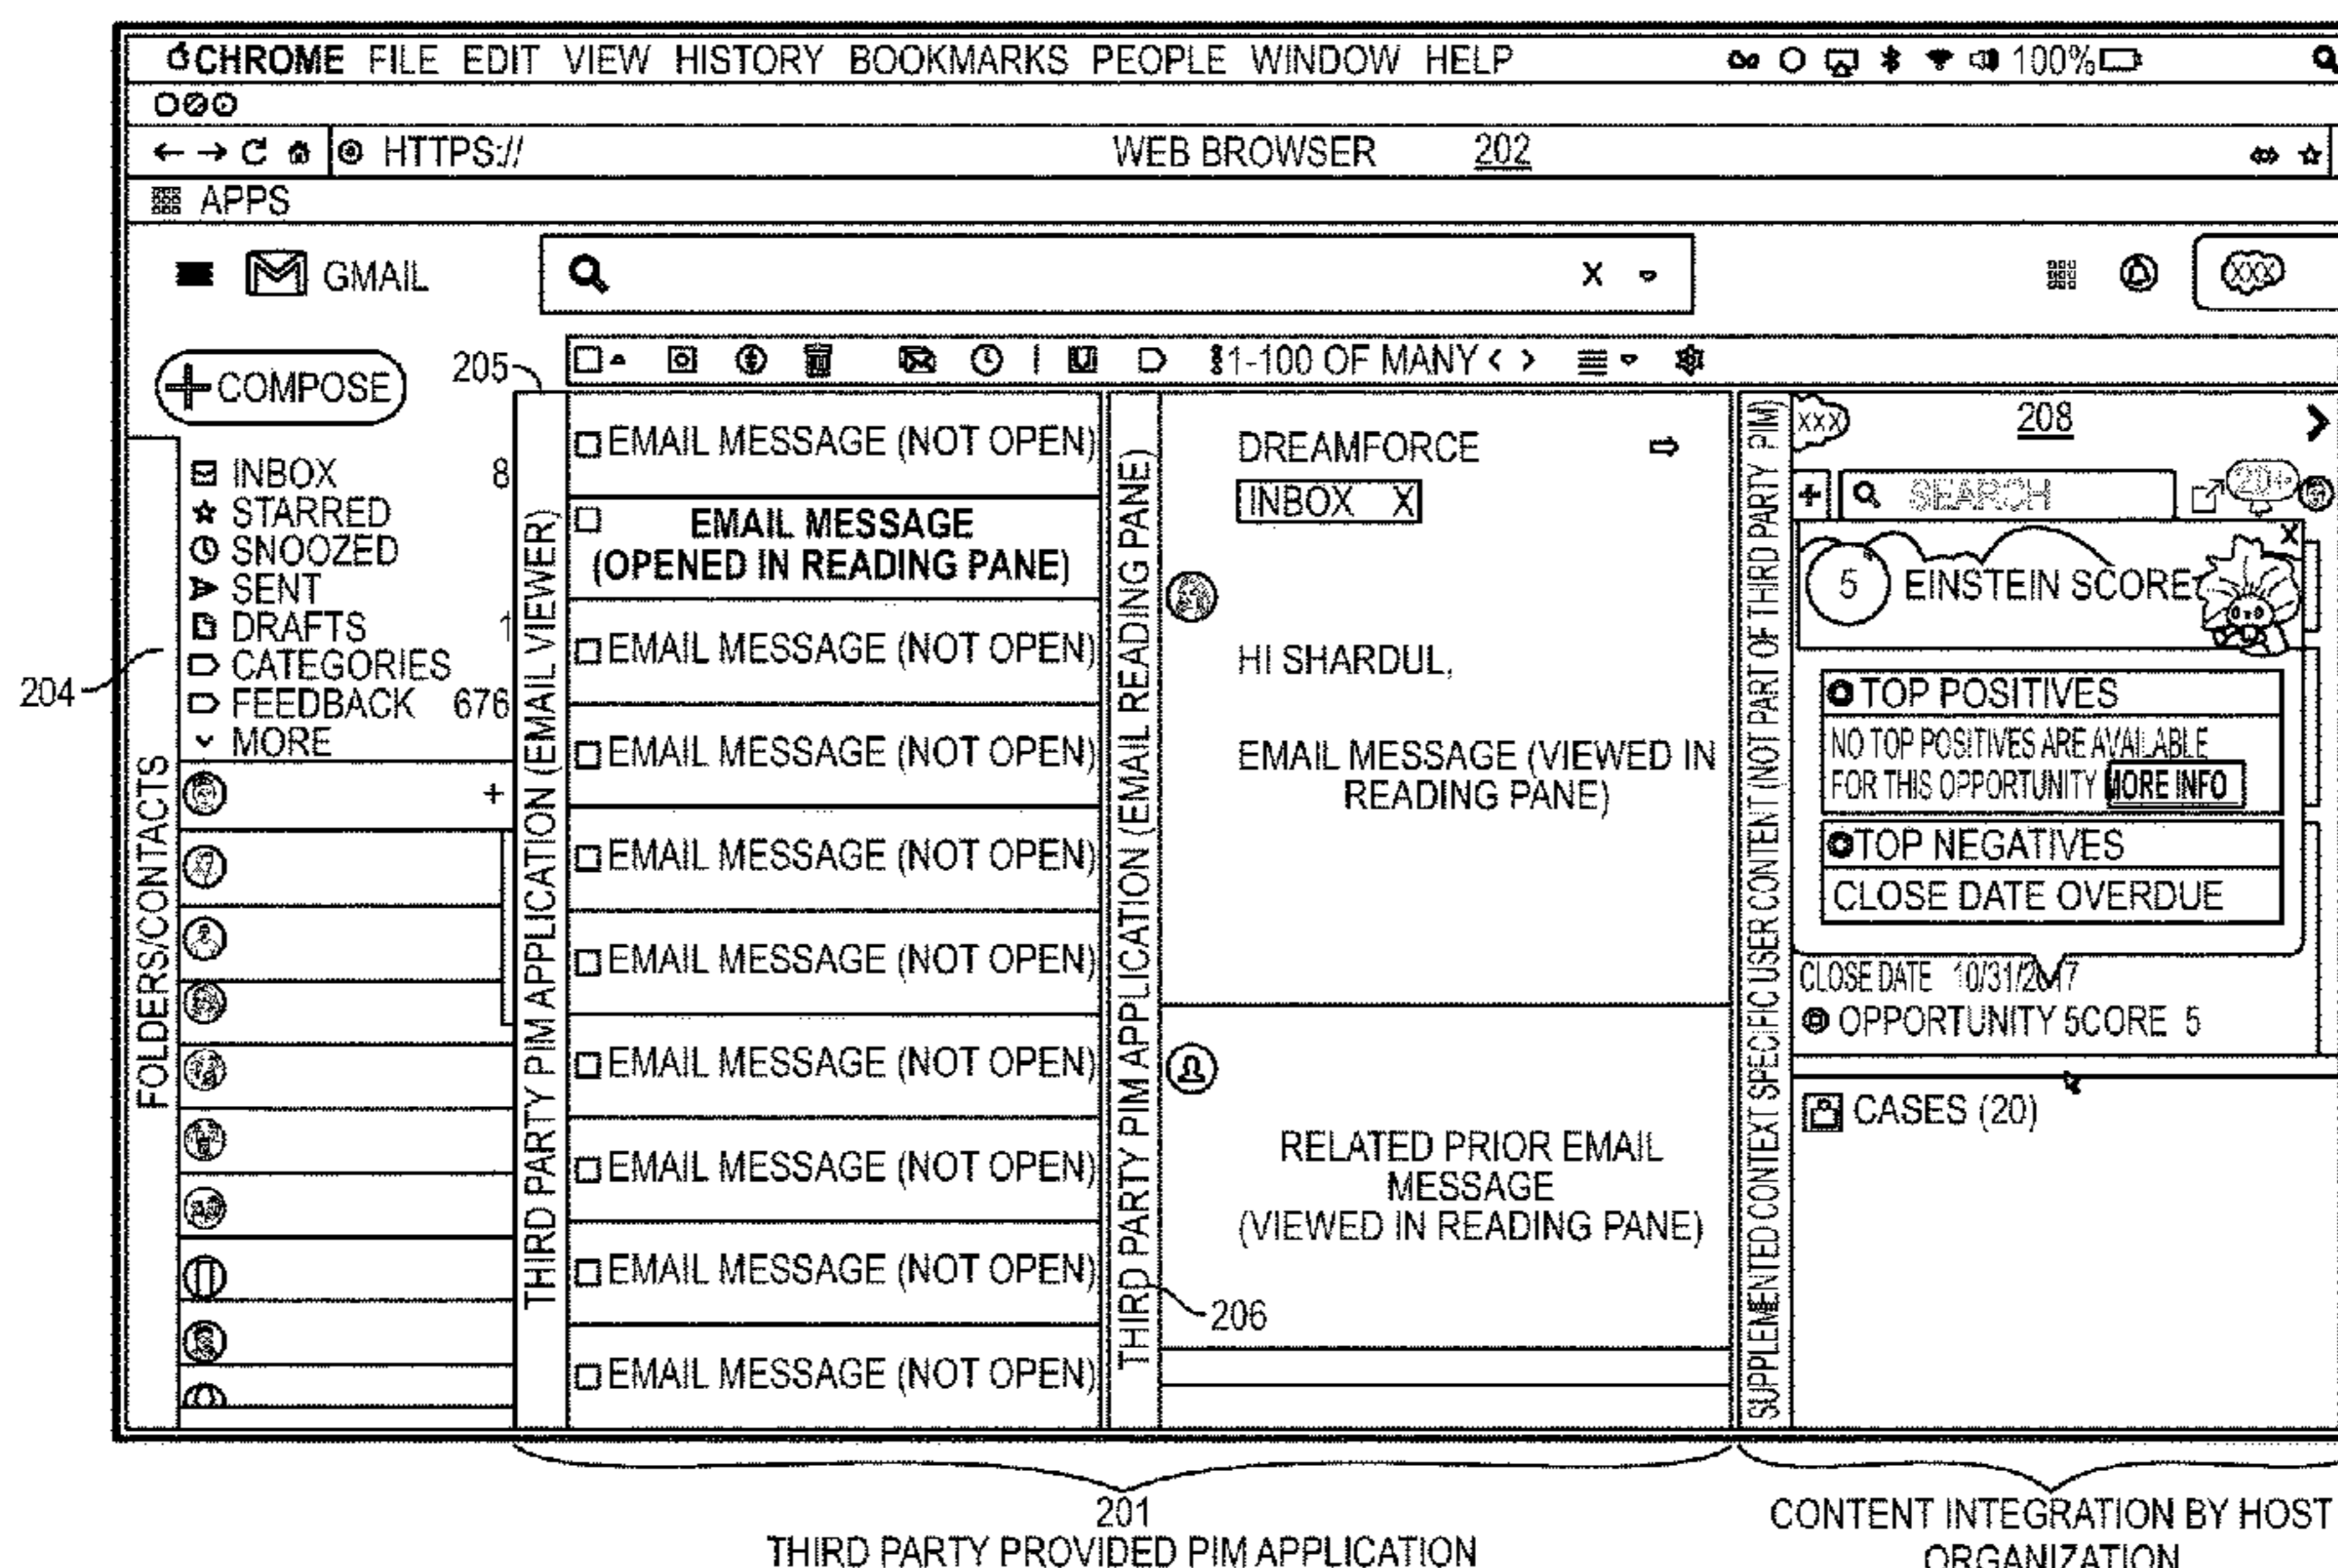 CHROME FILE EDIT VIEW HISTORY BOOKMARKS PEOPLE WINDOW HELP 100%
HTTPS:// WEB BROWSER 202
APPS
GMAIL X
XXX
1-100 OF MANY < >
COMPOSE
205
204
FOLDERS/CONTACTS
INBOX 8
STARRED
SNOOZED
SENT
DRAFTS 1
CATEGORIES
FEEDBACK 676
MORE
+
THIRD PARTY PIM APPLICATION (EMAIL VIEWER)
EMAIL MESSAGE (NOT OPEN)
EMAIL MESSAGE
(OPENED IN READING PANE)
EMAIL MESSAGE (NOT OPEN)
EMAIL MESSAGE (NOT OPEN)
EMAIL MESSAGE (NOT OPEN)
EMAIL MESSAGE (NOT OPEN)
EMAIL MESSAGE (NOT OPEN)
EMAIL MESSAGE (NOT OPEN)
EMAIL MESSAGE (NOT OPEN)
EMAIL MESSAGE (NOT OPEN)
THIRD PARTY PIM APPLICATION (EMAIL READING PANE)
206
DREAMFORCE
INBOX X
HI SHARDUL,
EMAIL MESSAGE (VIEWED IN
READING PANE)
RELATED PRIOR EMAIL
MESSAGE
(VIEWED IN READING PANE)
SUPPLEMENTED CONTEXT SPECIFIC USER CONTENT (NOT PART OF THIRD PARTY PIM)
XXX 208
+ SEARCH 20+
X
5 EINSTEIN SCORE
TOP POSITIVES
NO TOP POSITIVES ARE AVAILABLE
FOR THIS OPPORTUNITY MORE INFO
TOP NEGATIVES
CLOSE DATE OVERDUE
CLOSE DATE 10/31/2017
OPPORTUNITY 5CORE 5
CASES (20)
201
THIRD PARTY PROVIDED PIM APPLICATION
CONTENT INTEGRATION BY HOST
ORGANIZATION